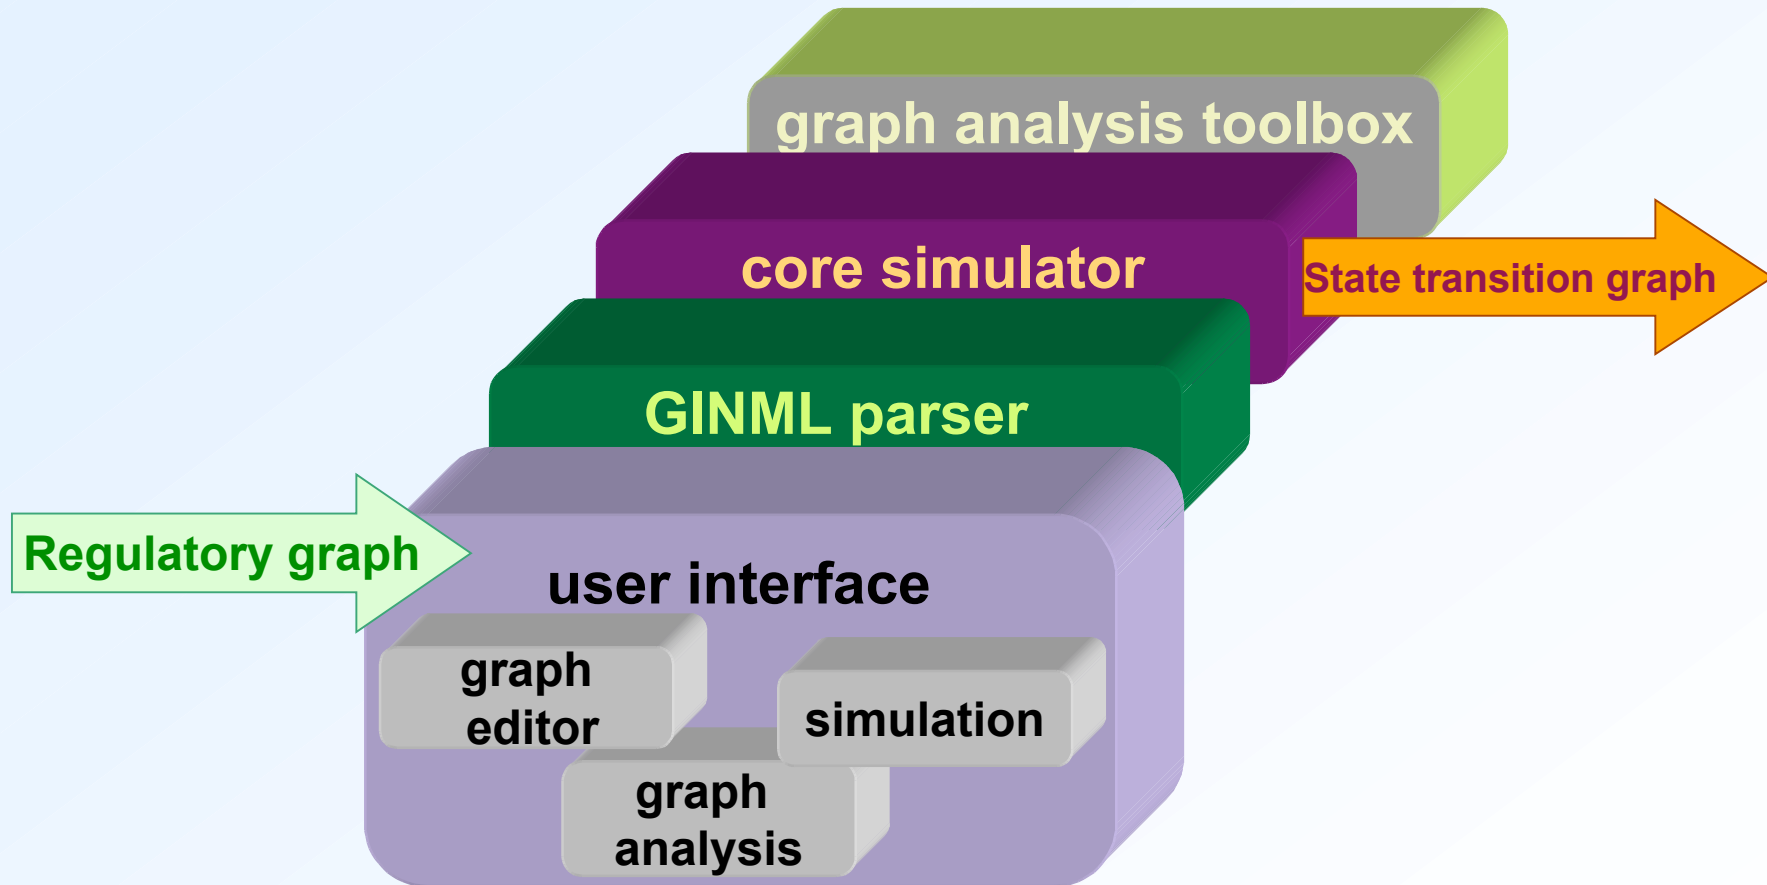 graph analysis toolbox
core simulator
State transition graph
GINML parser
Regulatory graph
user interface
graph
editor
simulation
graph
analysis